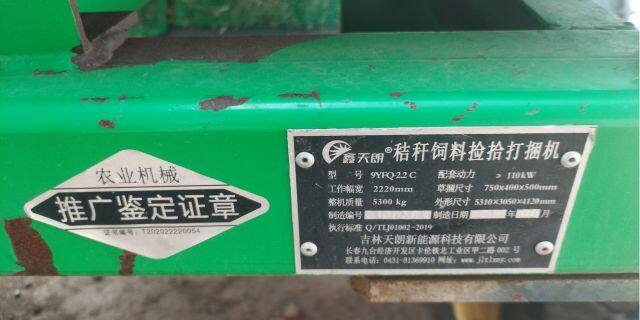 农业机械
推广鉴定证章
证书编号: T202022220054
鑫天朗® 秸秆饲料捡拾打捆机
型 号 9YFQ-2.2 C 配套动力 ≥ 110kW
工作幅宽 2220mm 草捆尺寸 750x400x500mm
整机质量 5300 kg 外形尺寸 5310×3050×4120mm
制造编号 制造日期 年 月
执行标准 Q/TLJ01002-2019
吉林天朗新能源科技有限公司
长春九台经济开发区卡伦铁北工业区甲二路 002 号
联系电话: 0431-81369910 网址: www.jltlxny.com